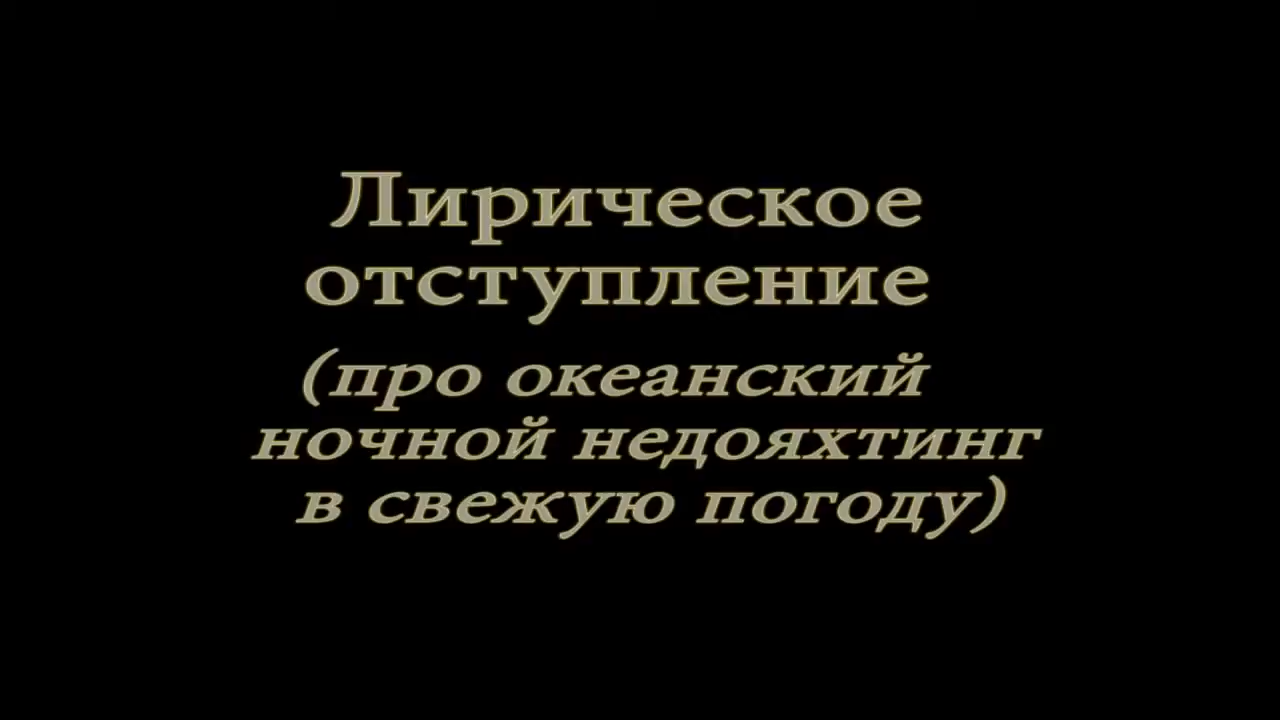 Лирическое
отступление
(про океанский
ночной недояхтинг
в свежую погоду)